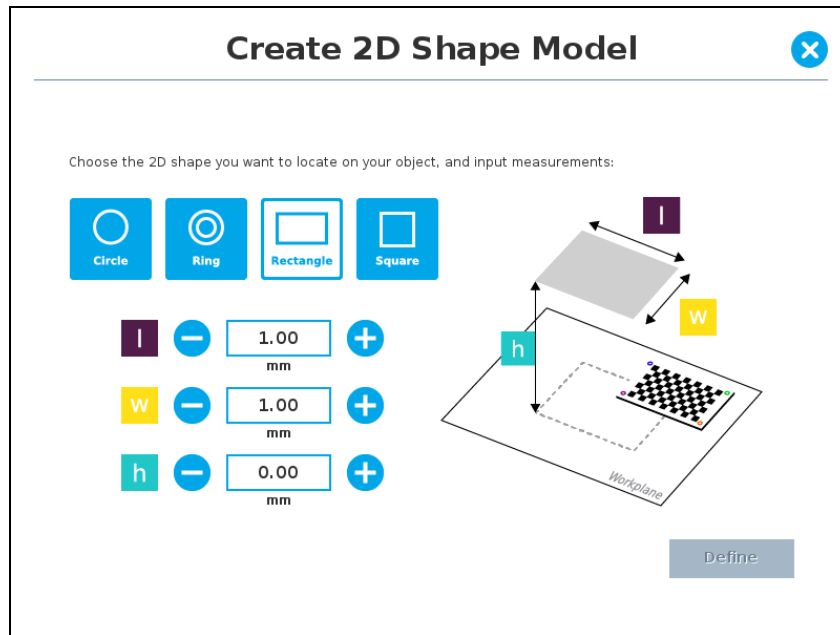 Create 2D Shape Model
Choose the 2D shape you want to locate on your object, and input measurements:
Circle
Ring
Rectangle
Square
l
w
h
l
1.00
mm
w
1.00
mm
h
0.00
mm
Workplane
Define